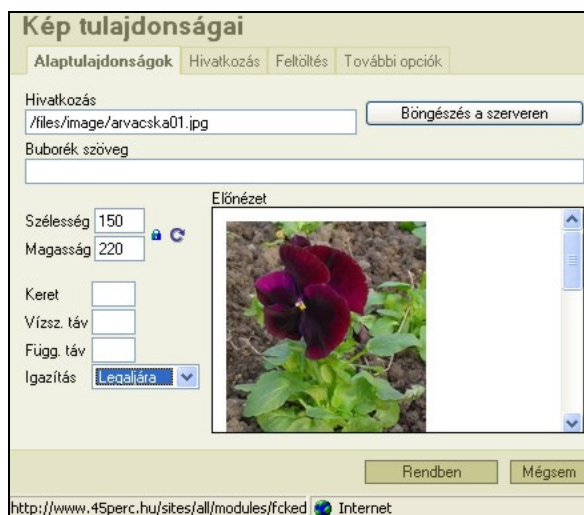 Kép tulajdonságai
Alaptulajdonságok Hivatkozás Feltöltés További opciók
Hivatkozás
/files/image/arvacska01.jpg Böngészés a szerveren
Buborék szöveg
Előnézet
Szélesség 150
Magasság 220
Keret
Vízsz. táv
Függ. táv
Igazítás Legaljára
Rendben Mégsem
http://www.45perc.hu/sites/all/modules/fcked Internet